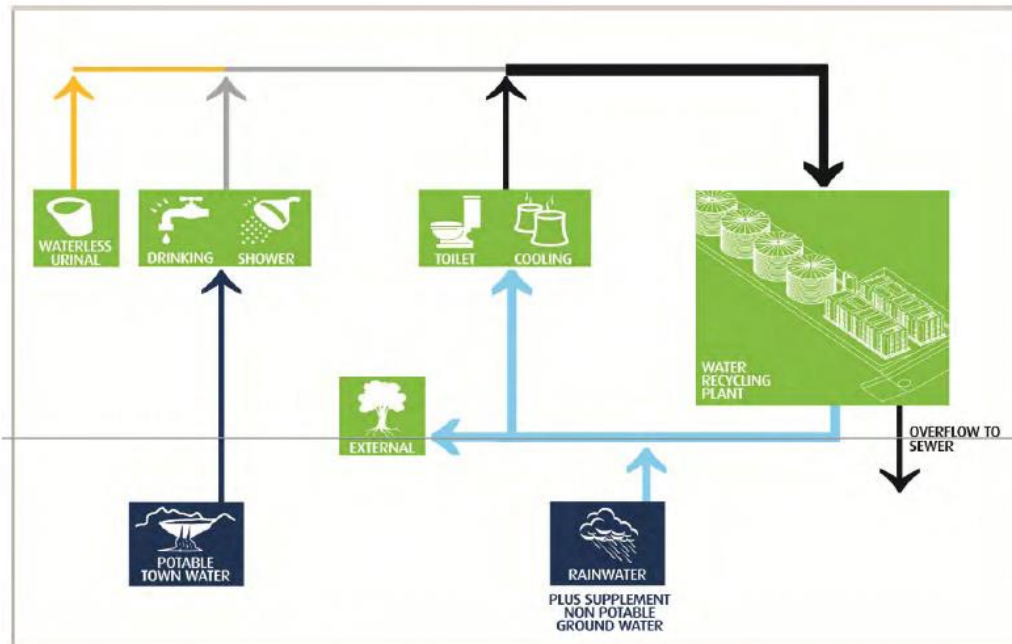 WATERLESS
URINAL
DRINKING
SHOWER
TOILET
COOLING
WATER
RECYCLING
PLANT
EXTERNAL
OVERFLOW TO
SEWER
POTABLE
TOWN WATER
RAINWATER
PLUS SUPPLEMENT
NON POTABLE
GROUND WATER